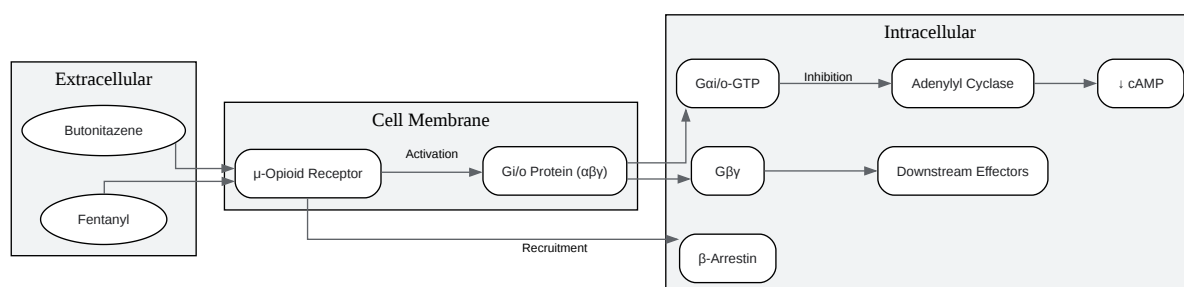 Extracellular
Butonitazene
Fentanyl
Cell Membrane
μ-Opioid Receptor
Activation
Gi/o Protein (αβγ)
Recruitment
Intracellular
Gαi/o-GTP
Inhibition
Adenylyl Cyclase
↓ cAMP
Gβγ
Downstream Effectors
β-Arrestin